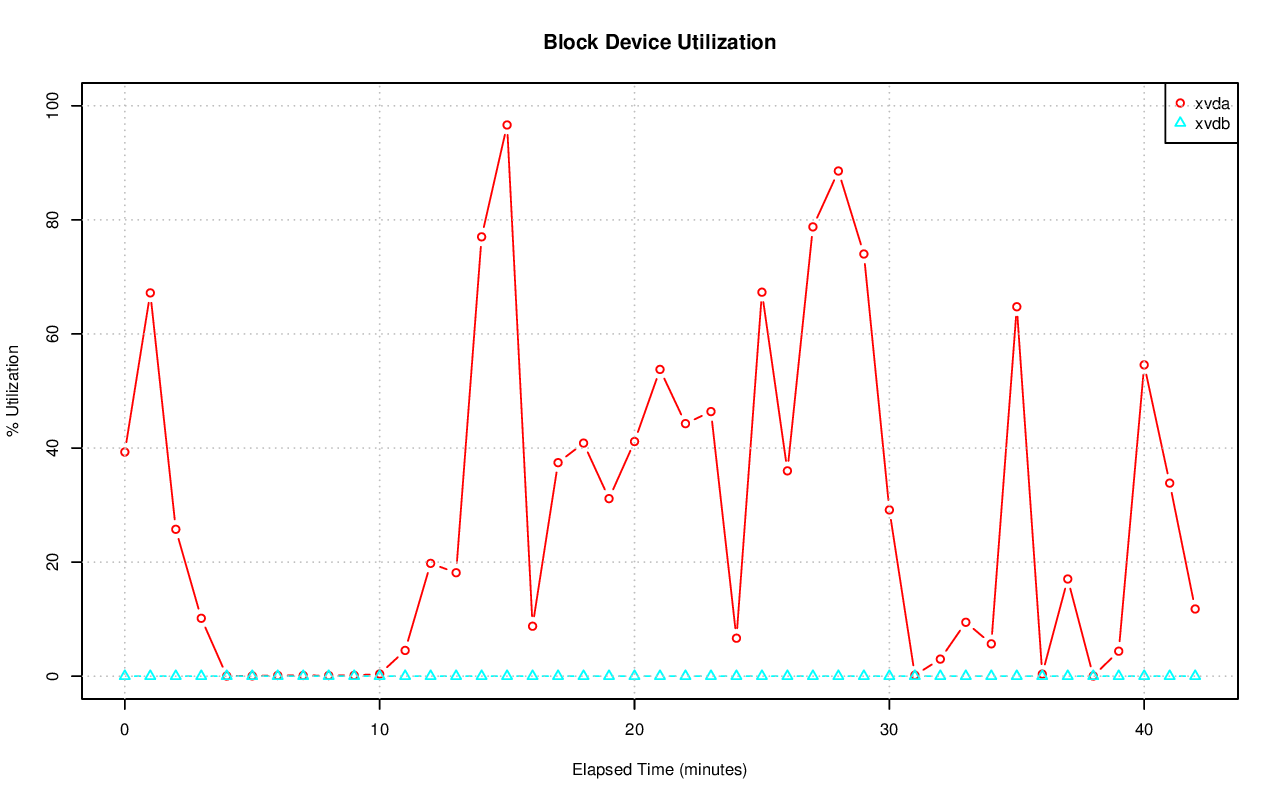 Block Device Utilization
xvda
xvdb
% Utilization
100
80
60
40
20
0
0 10 20 30 40
Elapsed Time (minutes)